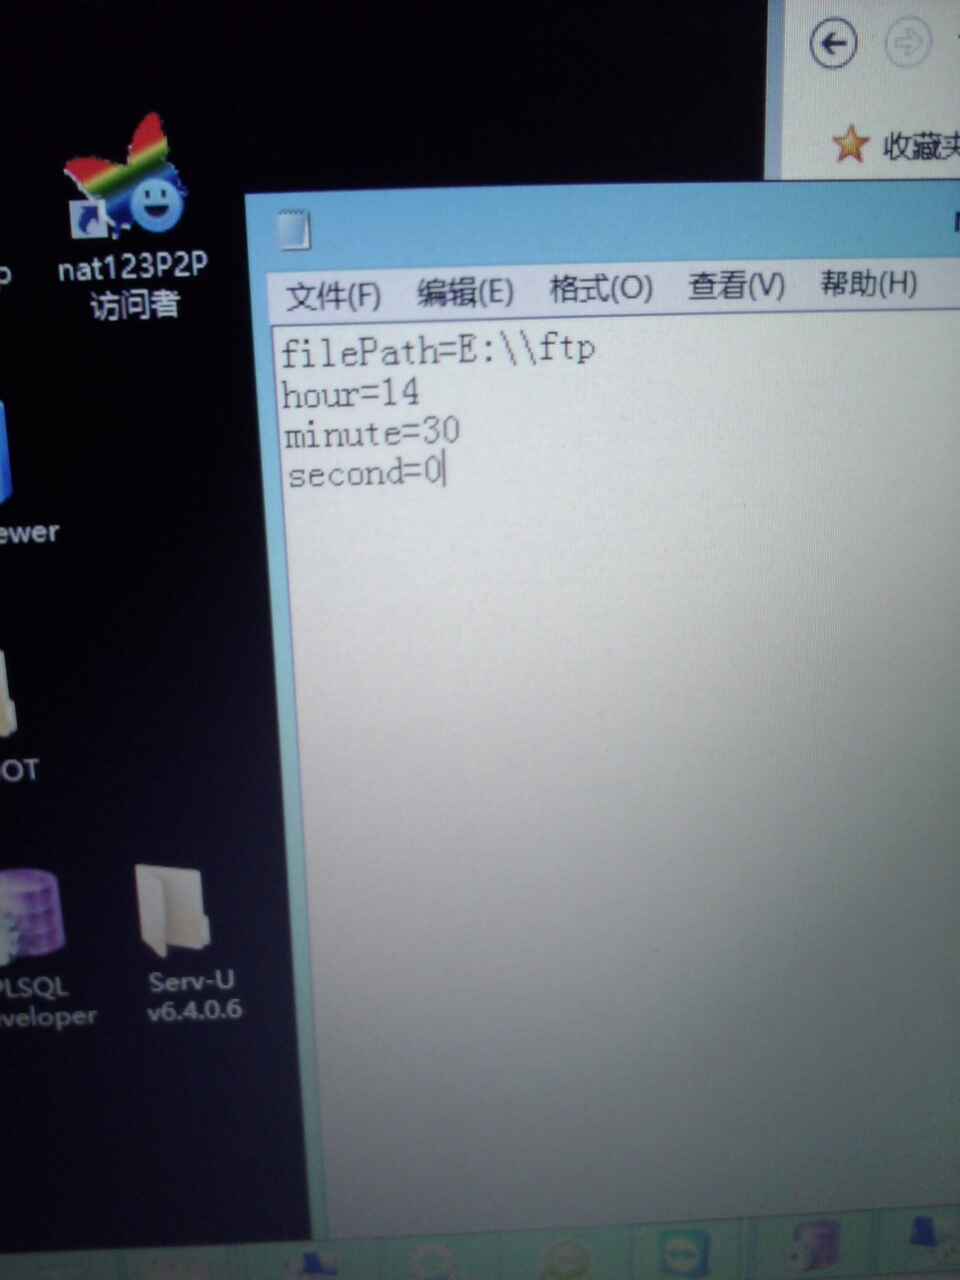 收藏夹
nat123P2P
访问者
文件(F) 编辑(E) 格式(O) 查看(V) 帮助(H)
filePath=E:\\ftp
hour=14
minute=30
second=0
ewer
OT
PLSQL
veloper
Serv-U
v6.4.0.6